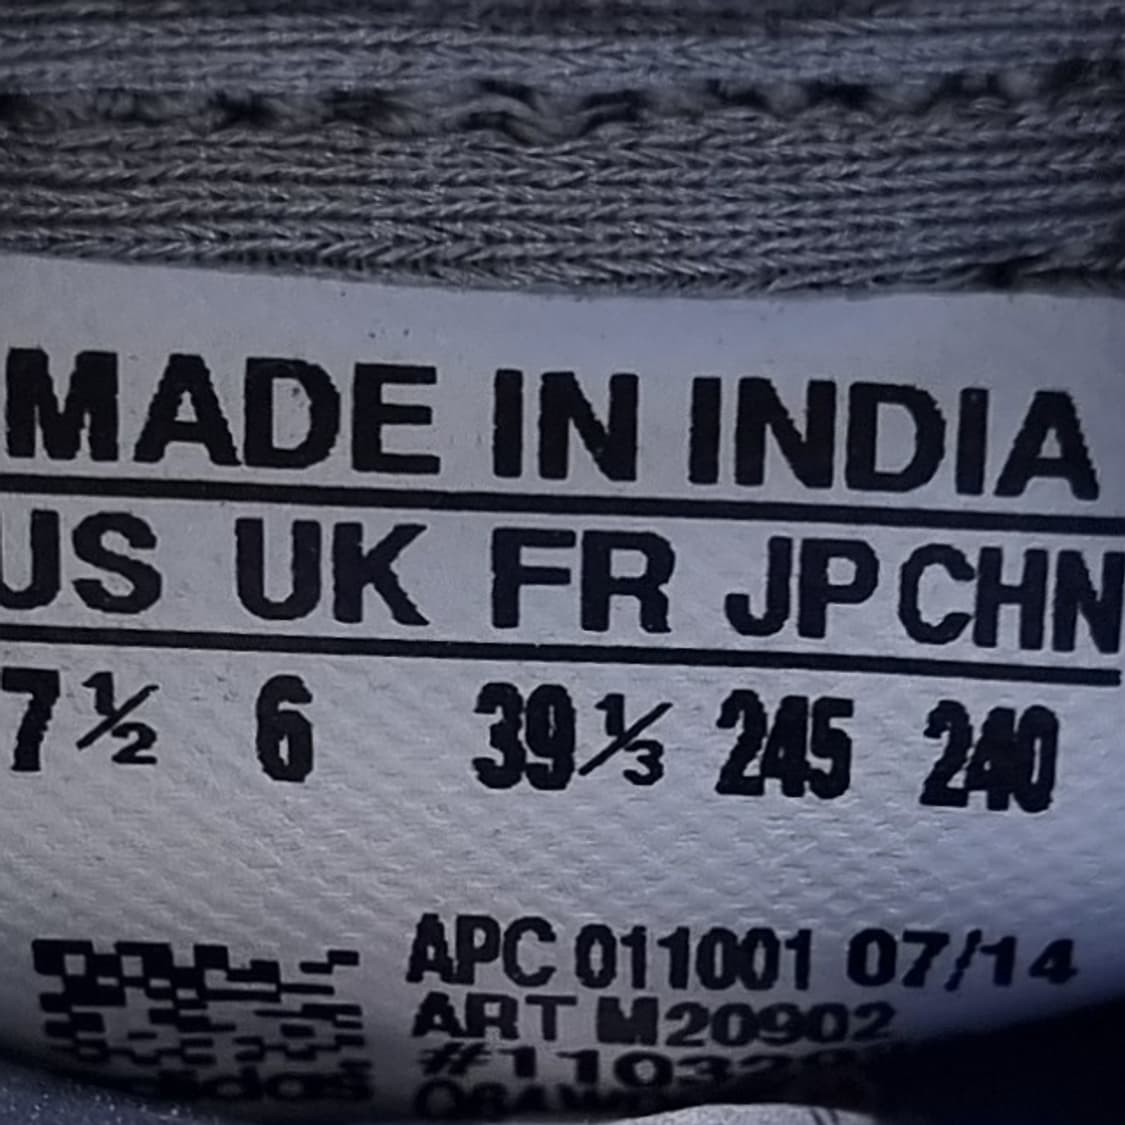 MADE IN INDIA
US UK FR JP CHN
7½ 6 39⅓ 245 240
APC 011001 07/14
ART M20902
adidas